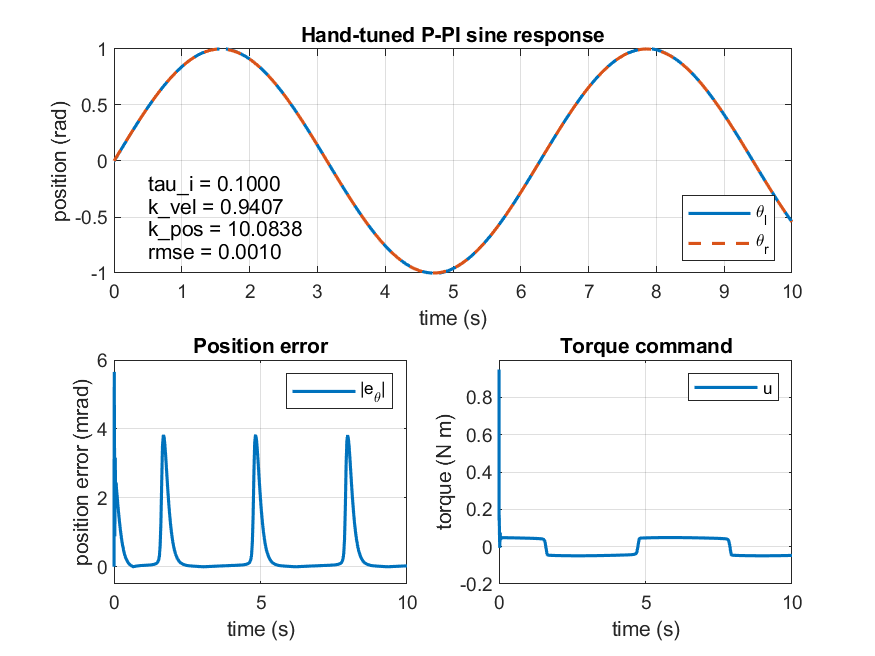 Hand-tuned P-PI sine response
1
0.5
0
-0.5
-1
position (rad)
tau_i = 0.1000
k_vel = 0.9407
k_pos = 10.0838
rmse = 0.0010
θl
θr
0 1 2 3 4 5 6 7 8 9 10
time (s)
Position error
6
4
2
0
position error (mrad)
|eθ|
0 5 10
time (s)
Torque command
0.8
0.6
0.4
0.2
0
-0.2
torque (N m)
u
0 5 10
time (s)